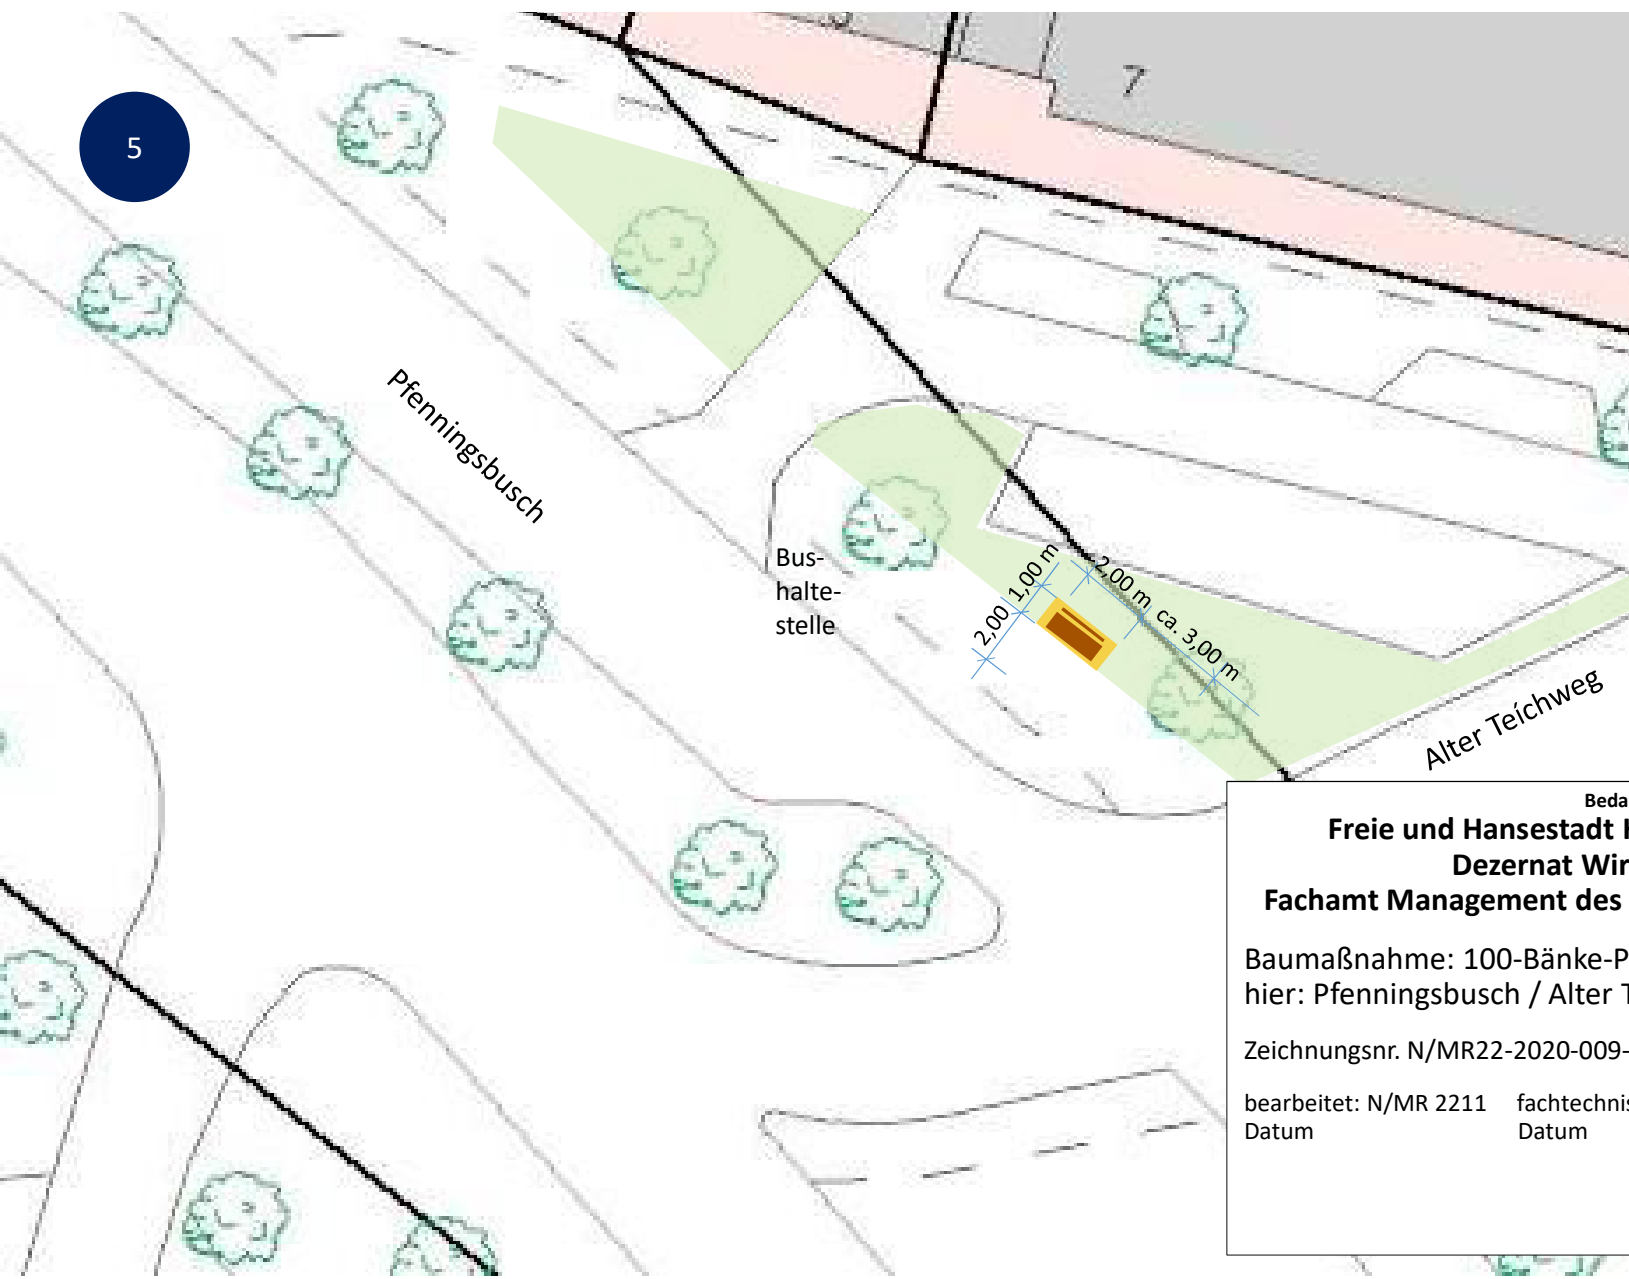 7
5
Pfenningsbusch
Bus-
halte-
stelle
2,00
1,00 m
2,00 m
ca. 3,00 m
Alter Teíchweg
Beda
Freie und Hansestadt H
Dezernat Wir
Fachamt Management des
Baumaßnahme: 100-Bänke-P
hier: Pfenningsbusch / Alter T
Zeichnungsnr. N/MR22-2020-009-
bearbeitet: N/MR 2211 fachtechnis
Datum Datum